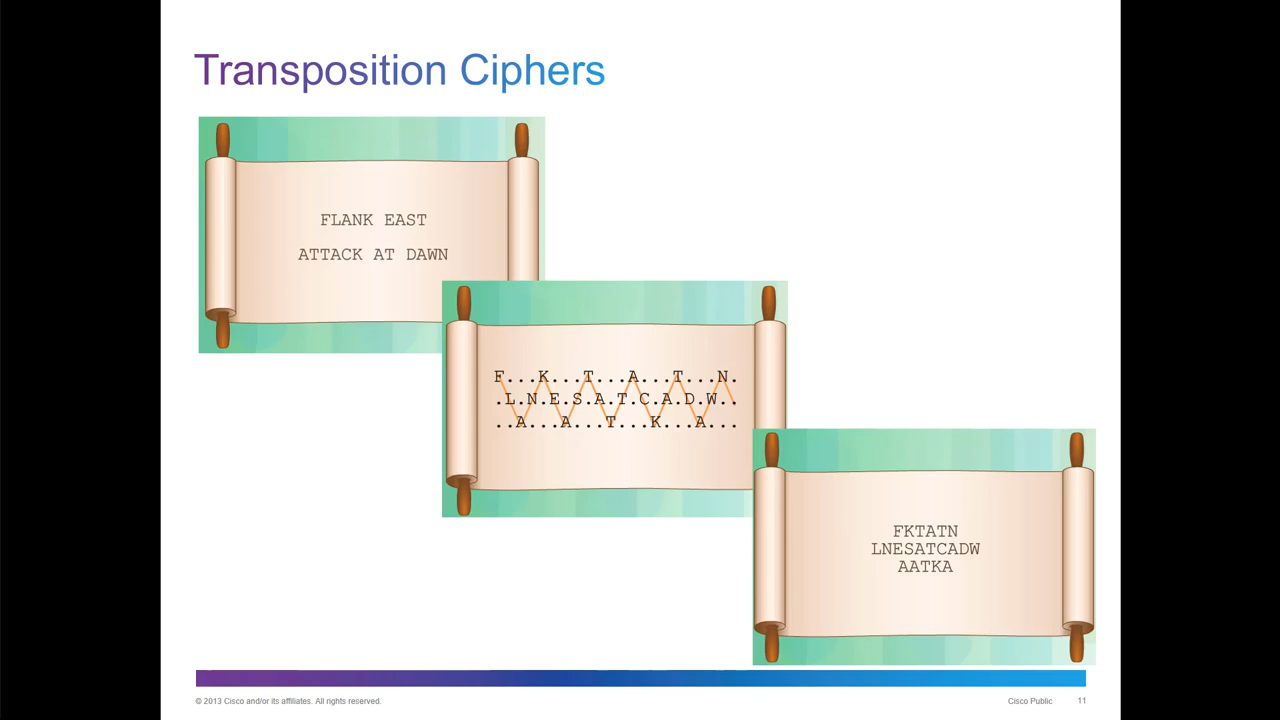 Transposition Ciphers
FLANK EAST
ATTACK AT DAWN
F...K...T...A...T...N.
.L.N.E.S.A.T.C.A.D.W..
..A...A...T...K...A...
FKTATN
LNESATCADW
AATKA
© 2013 Cisco and/or its affiliates. All rights reserved.
Cisco Public
11